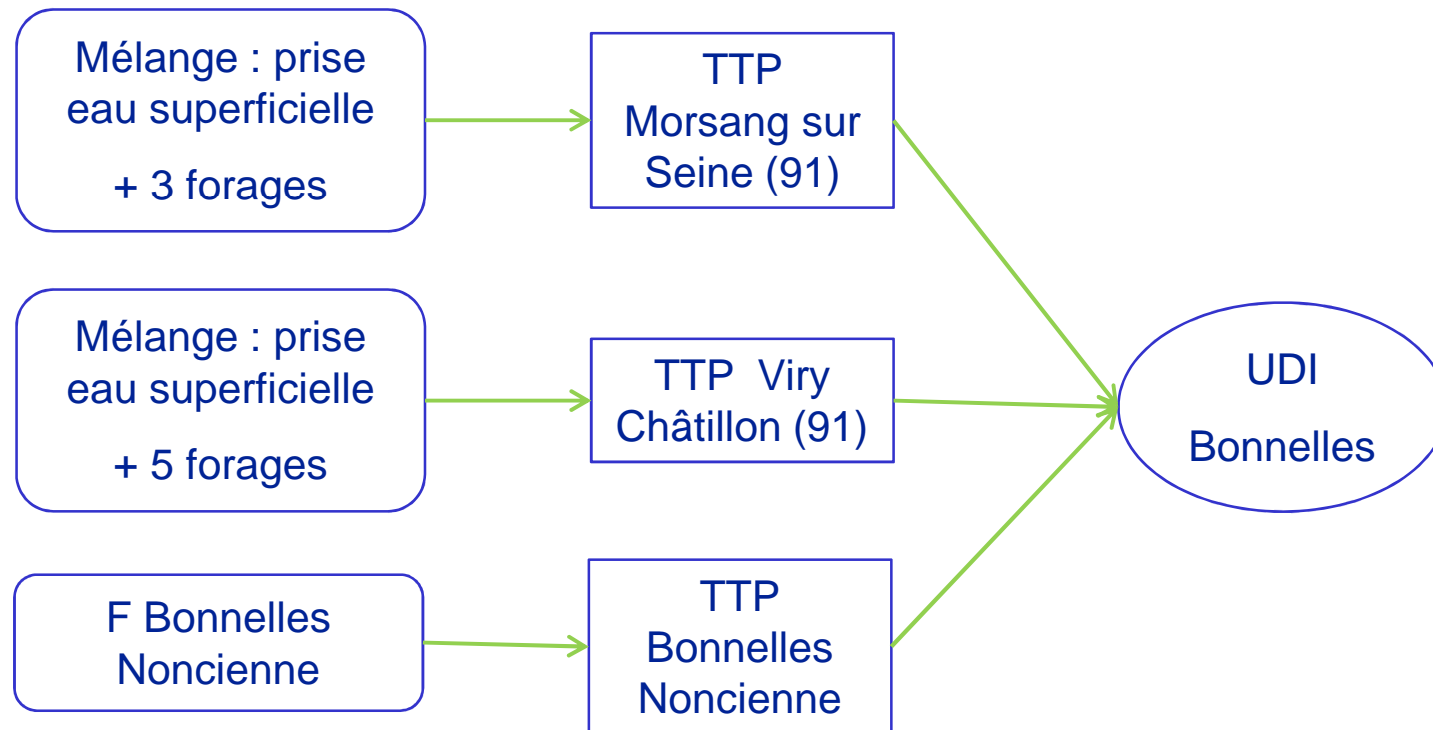 Mélange : prise
eau superficielle
+ 3 forages
TTP
Morsang sur
Seine (91)
Mélange : prise
eau superficielle
+ 5 forages
TTP Viry
Châtillon (91)
UDI
Bonnelles
F Bonnelles
Noncienne
TTP
Bonnelles
Noncienne